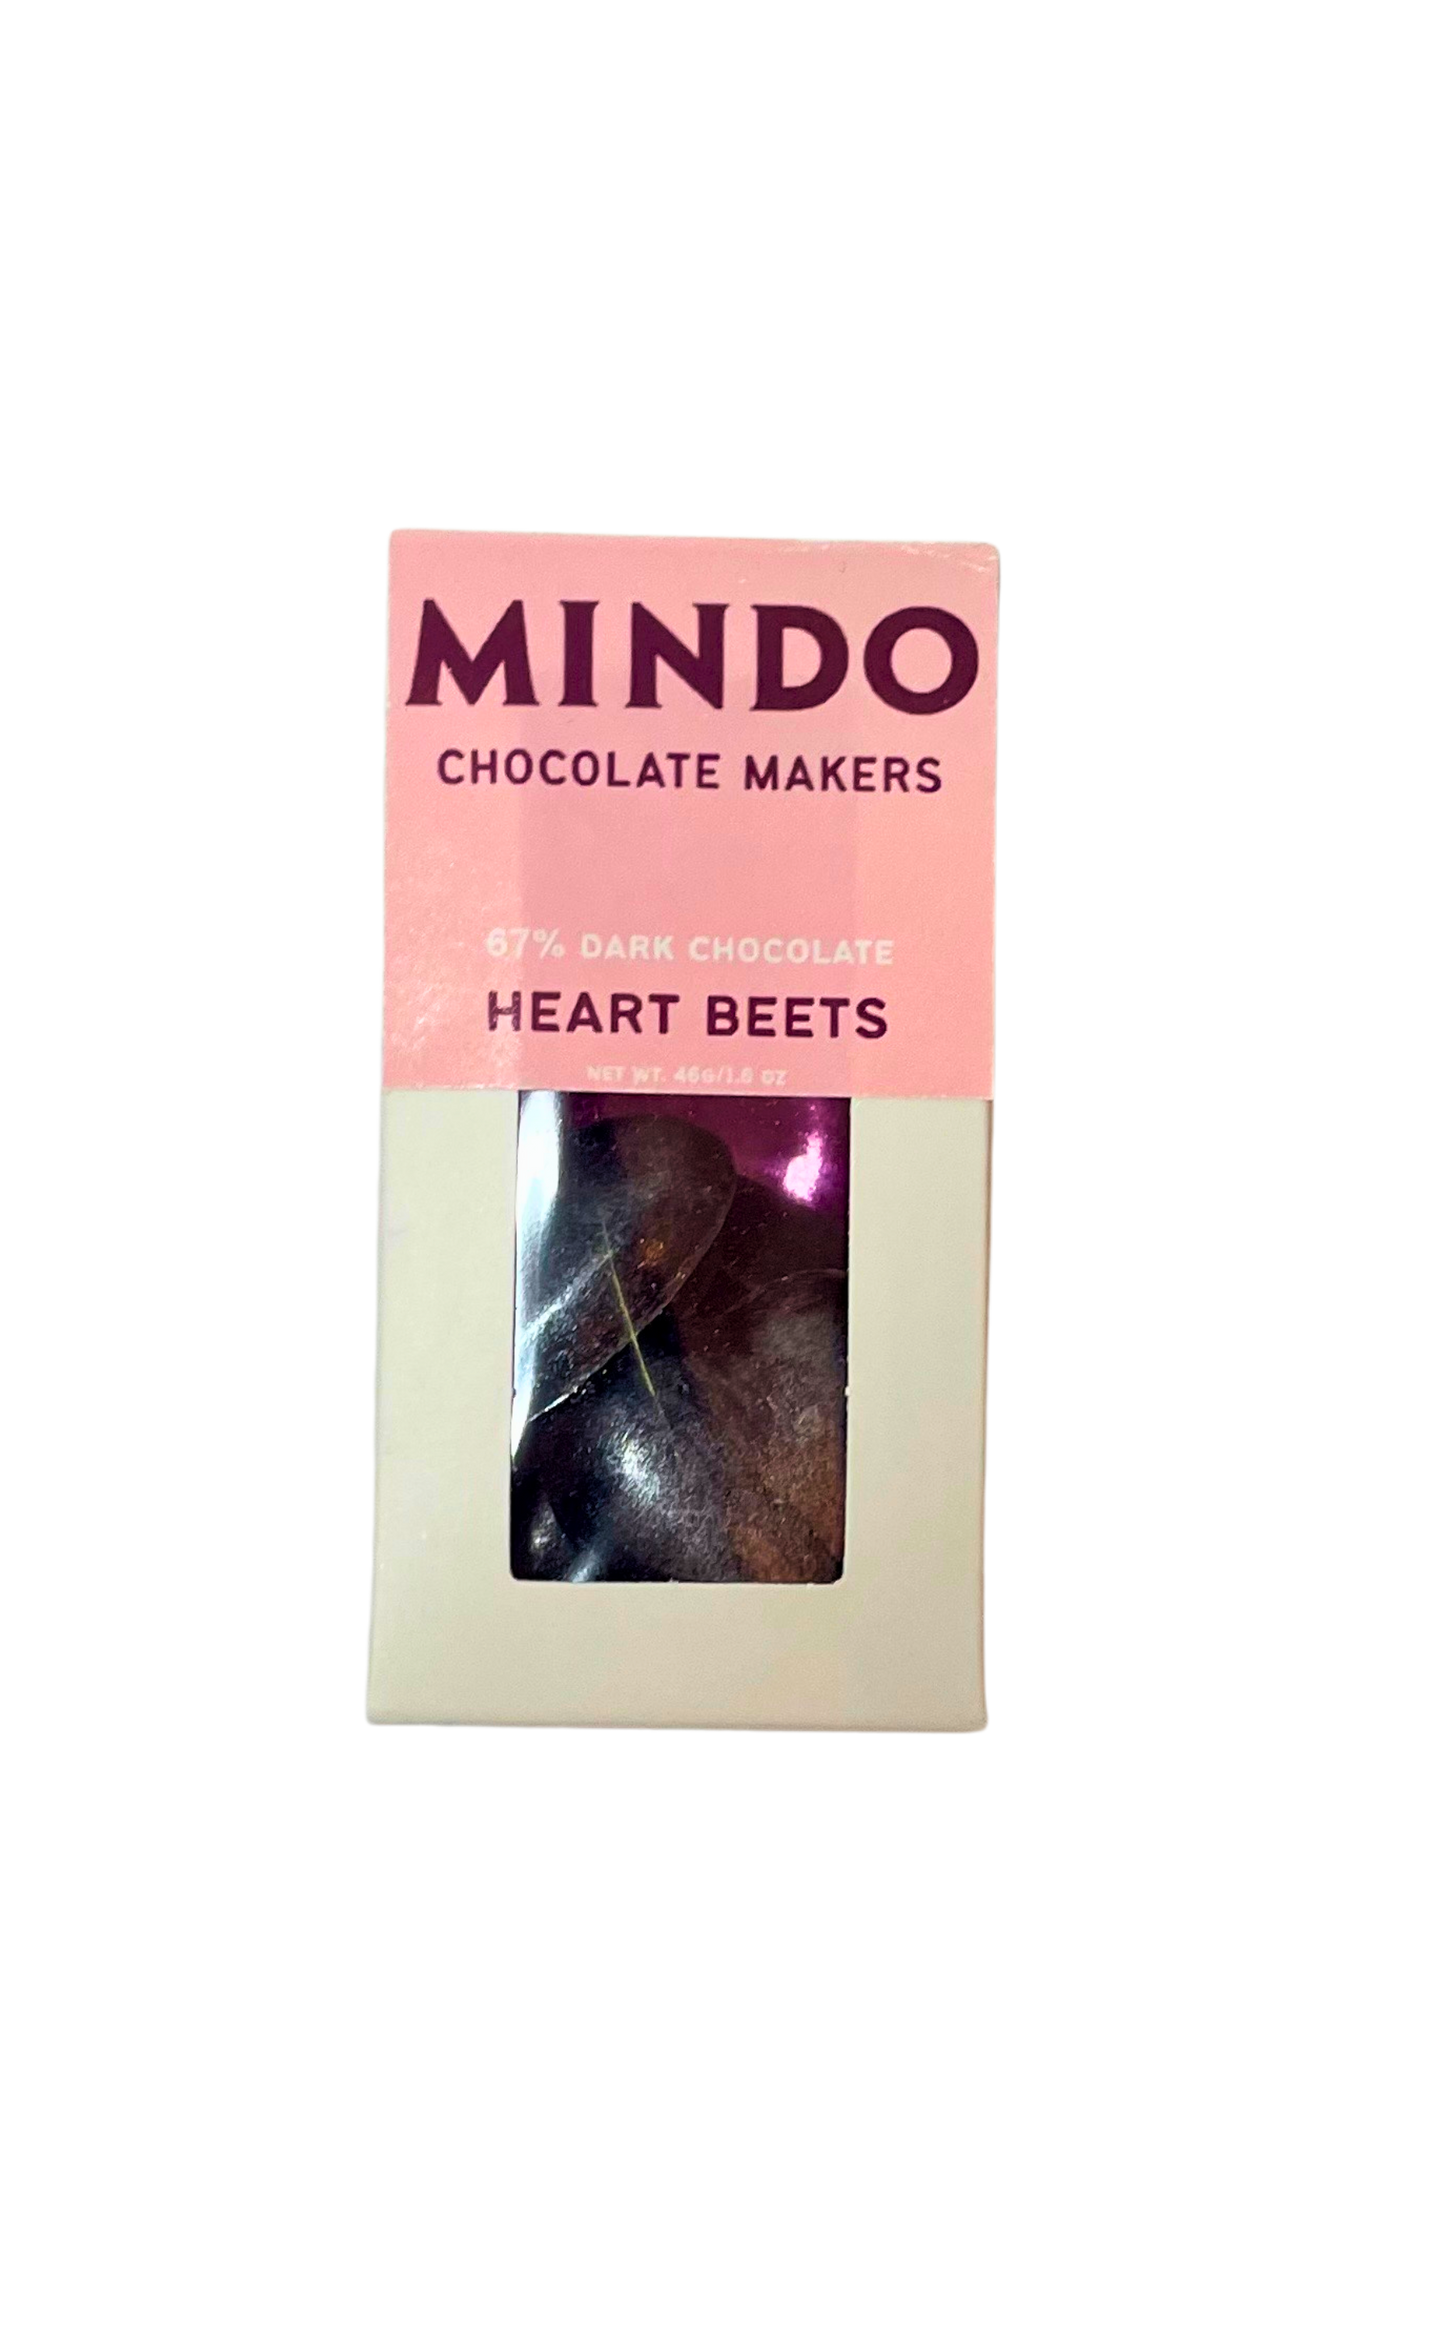 MINDO
CHOCOLATE MAKERS
67% DARK CHOCOLATE
HEART BEETS
NET WT. 46G/1.6 OZ